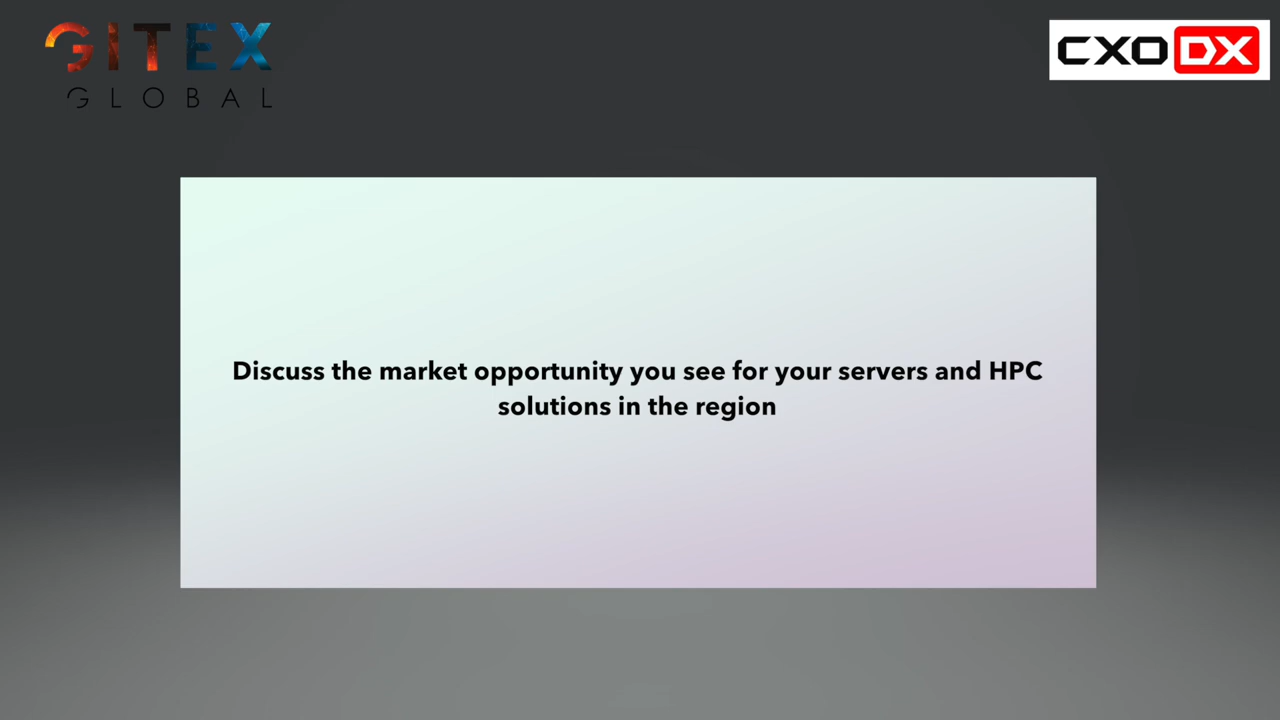 GITEX
GLOBAL
CXO DX
Discuss the market opportunity you see for your servers and HPC
solutions in the region